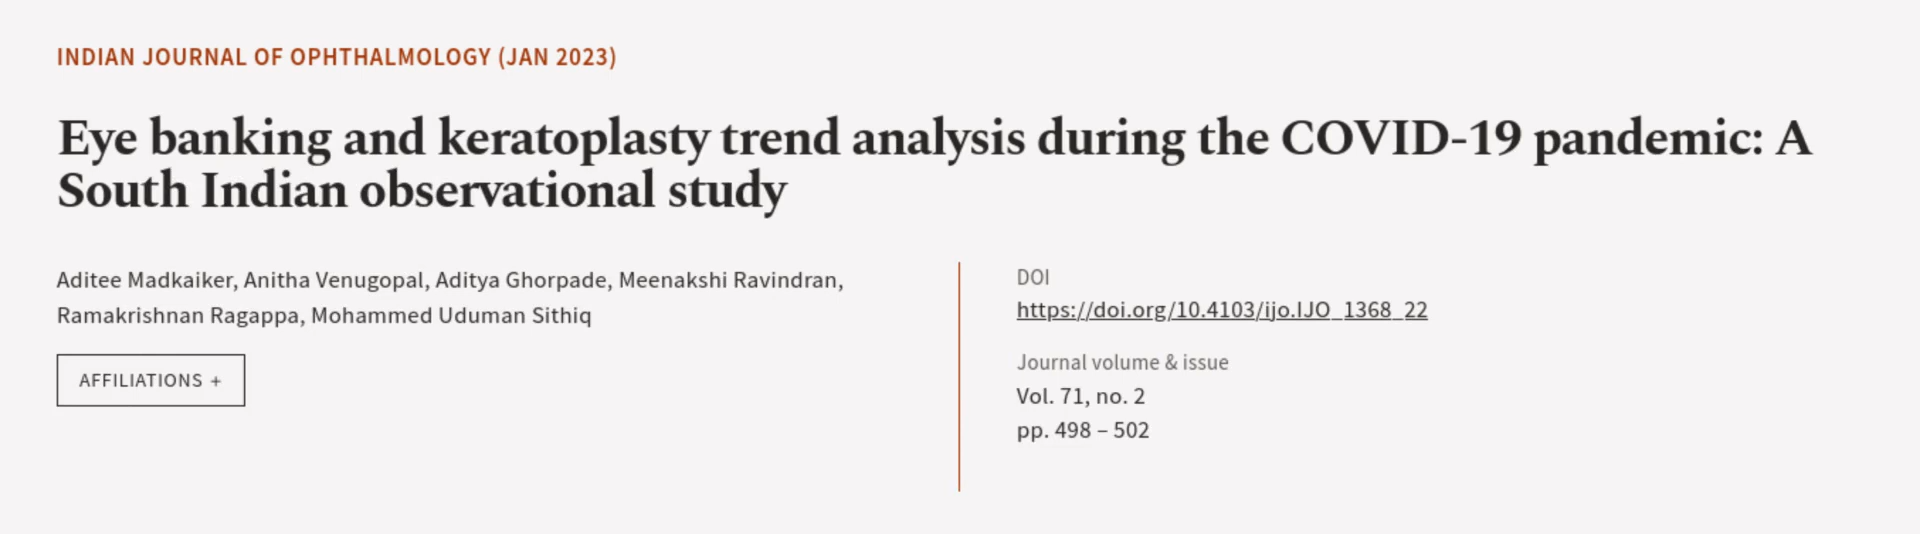 INDIAN JOURNAL OF OPHTHALMOLOGY (JAN 2023)
Eye banking and keratoplasty trend analysis during the COVID-19 pandemic: A
South Indian observational study
Aditee Madkaiker, Anitha Venugopal, Aditya Ghorpade, Meenakshi Ravindran,
Ramakrishnan Ragappa, Mohammed Uduman Sithiq
AFFILIATIONS +
DOI
https://doi.org/10.4103/ijo.IJO_1368_22
Journal volume & issue
Vol. 71, no. 2
pp. 498 – 502